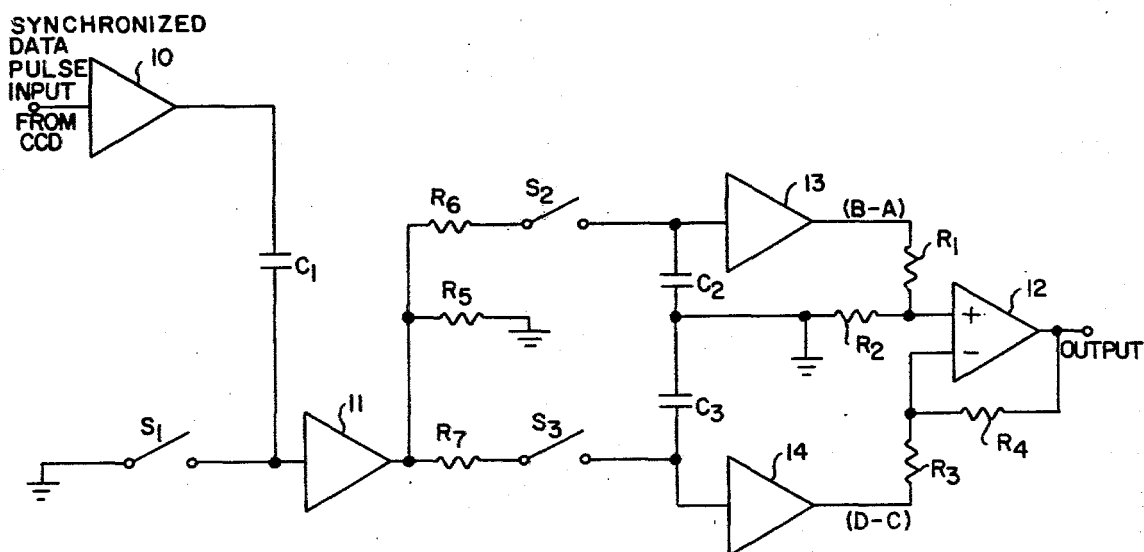 SYNCHRONIZED
DATA
PULSE
INPUT
FROM
CCD
10
C1
S1
11
R6
S2
R5
R7
S3
C2
C3
13
(B-A)
R1
R2
12
+
-
OUTPUT
R4
R3
14
(D-C)